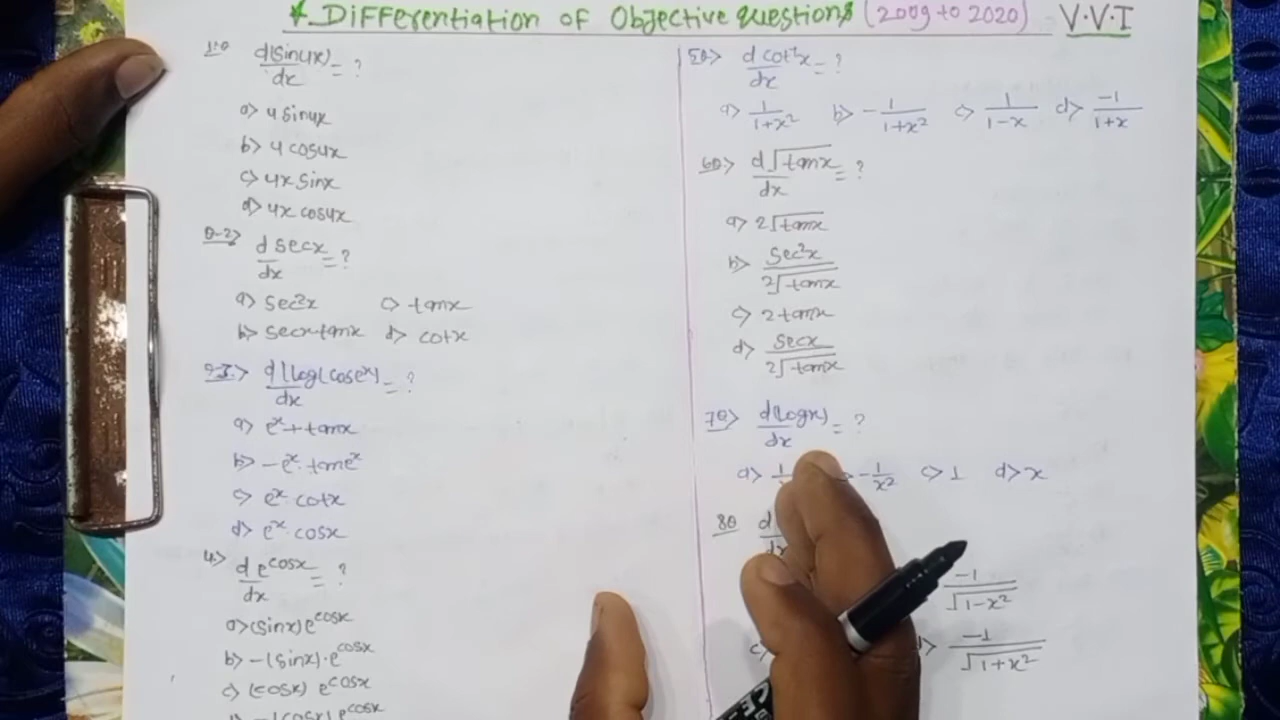 * Differentiation of Objective Questions (2009 to 2020) V.V.I
1.Q d(sin4x)/dx = ?
a> 4 sin4x
b> 4 cos4x
c> 4x sinx
d> 4x cos4x
Q-2> d secx/dx = ?
a> sec²x c> tanx
b> secx tanx d> cotx
d(log(coseˣ)/dx = ?
a> eˣ + tanx
b> -eˣ. taneˣ
c> eˣ. cotx
d> eˣ. cosx
4.> d e^cosx/dx = ?
a> (sinx) e^cosx
b> -(sinx). e^cosx
c> (cosx) e^cosx
d> -(cosx) e^cosx
5Q> d cot⁻¹x/dx = ?
a> 1/1+x² b> -1/1+x² c> 1/1-x d> -1/1+x
6Q> d√tanx/dx = ?
a> 2√tanx
b> sec²x/2√tanx
c> 2 tanx
d> secx/2√tanx
7Q> d(logx)/dx = ?
a> 1 -1/x² c> 1 d> x
8Q d/dx
-1/√1-x²
c> d> -1/√1+x²